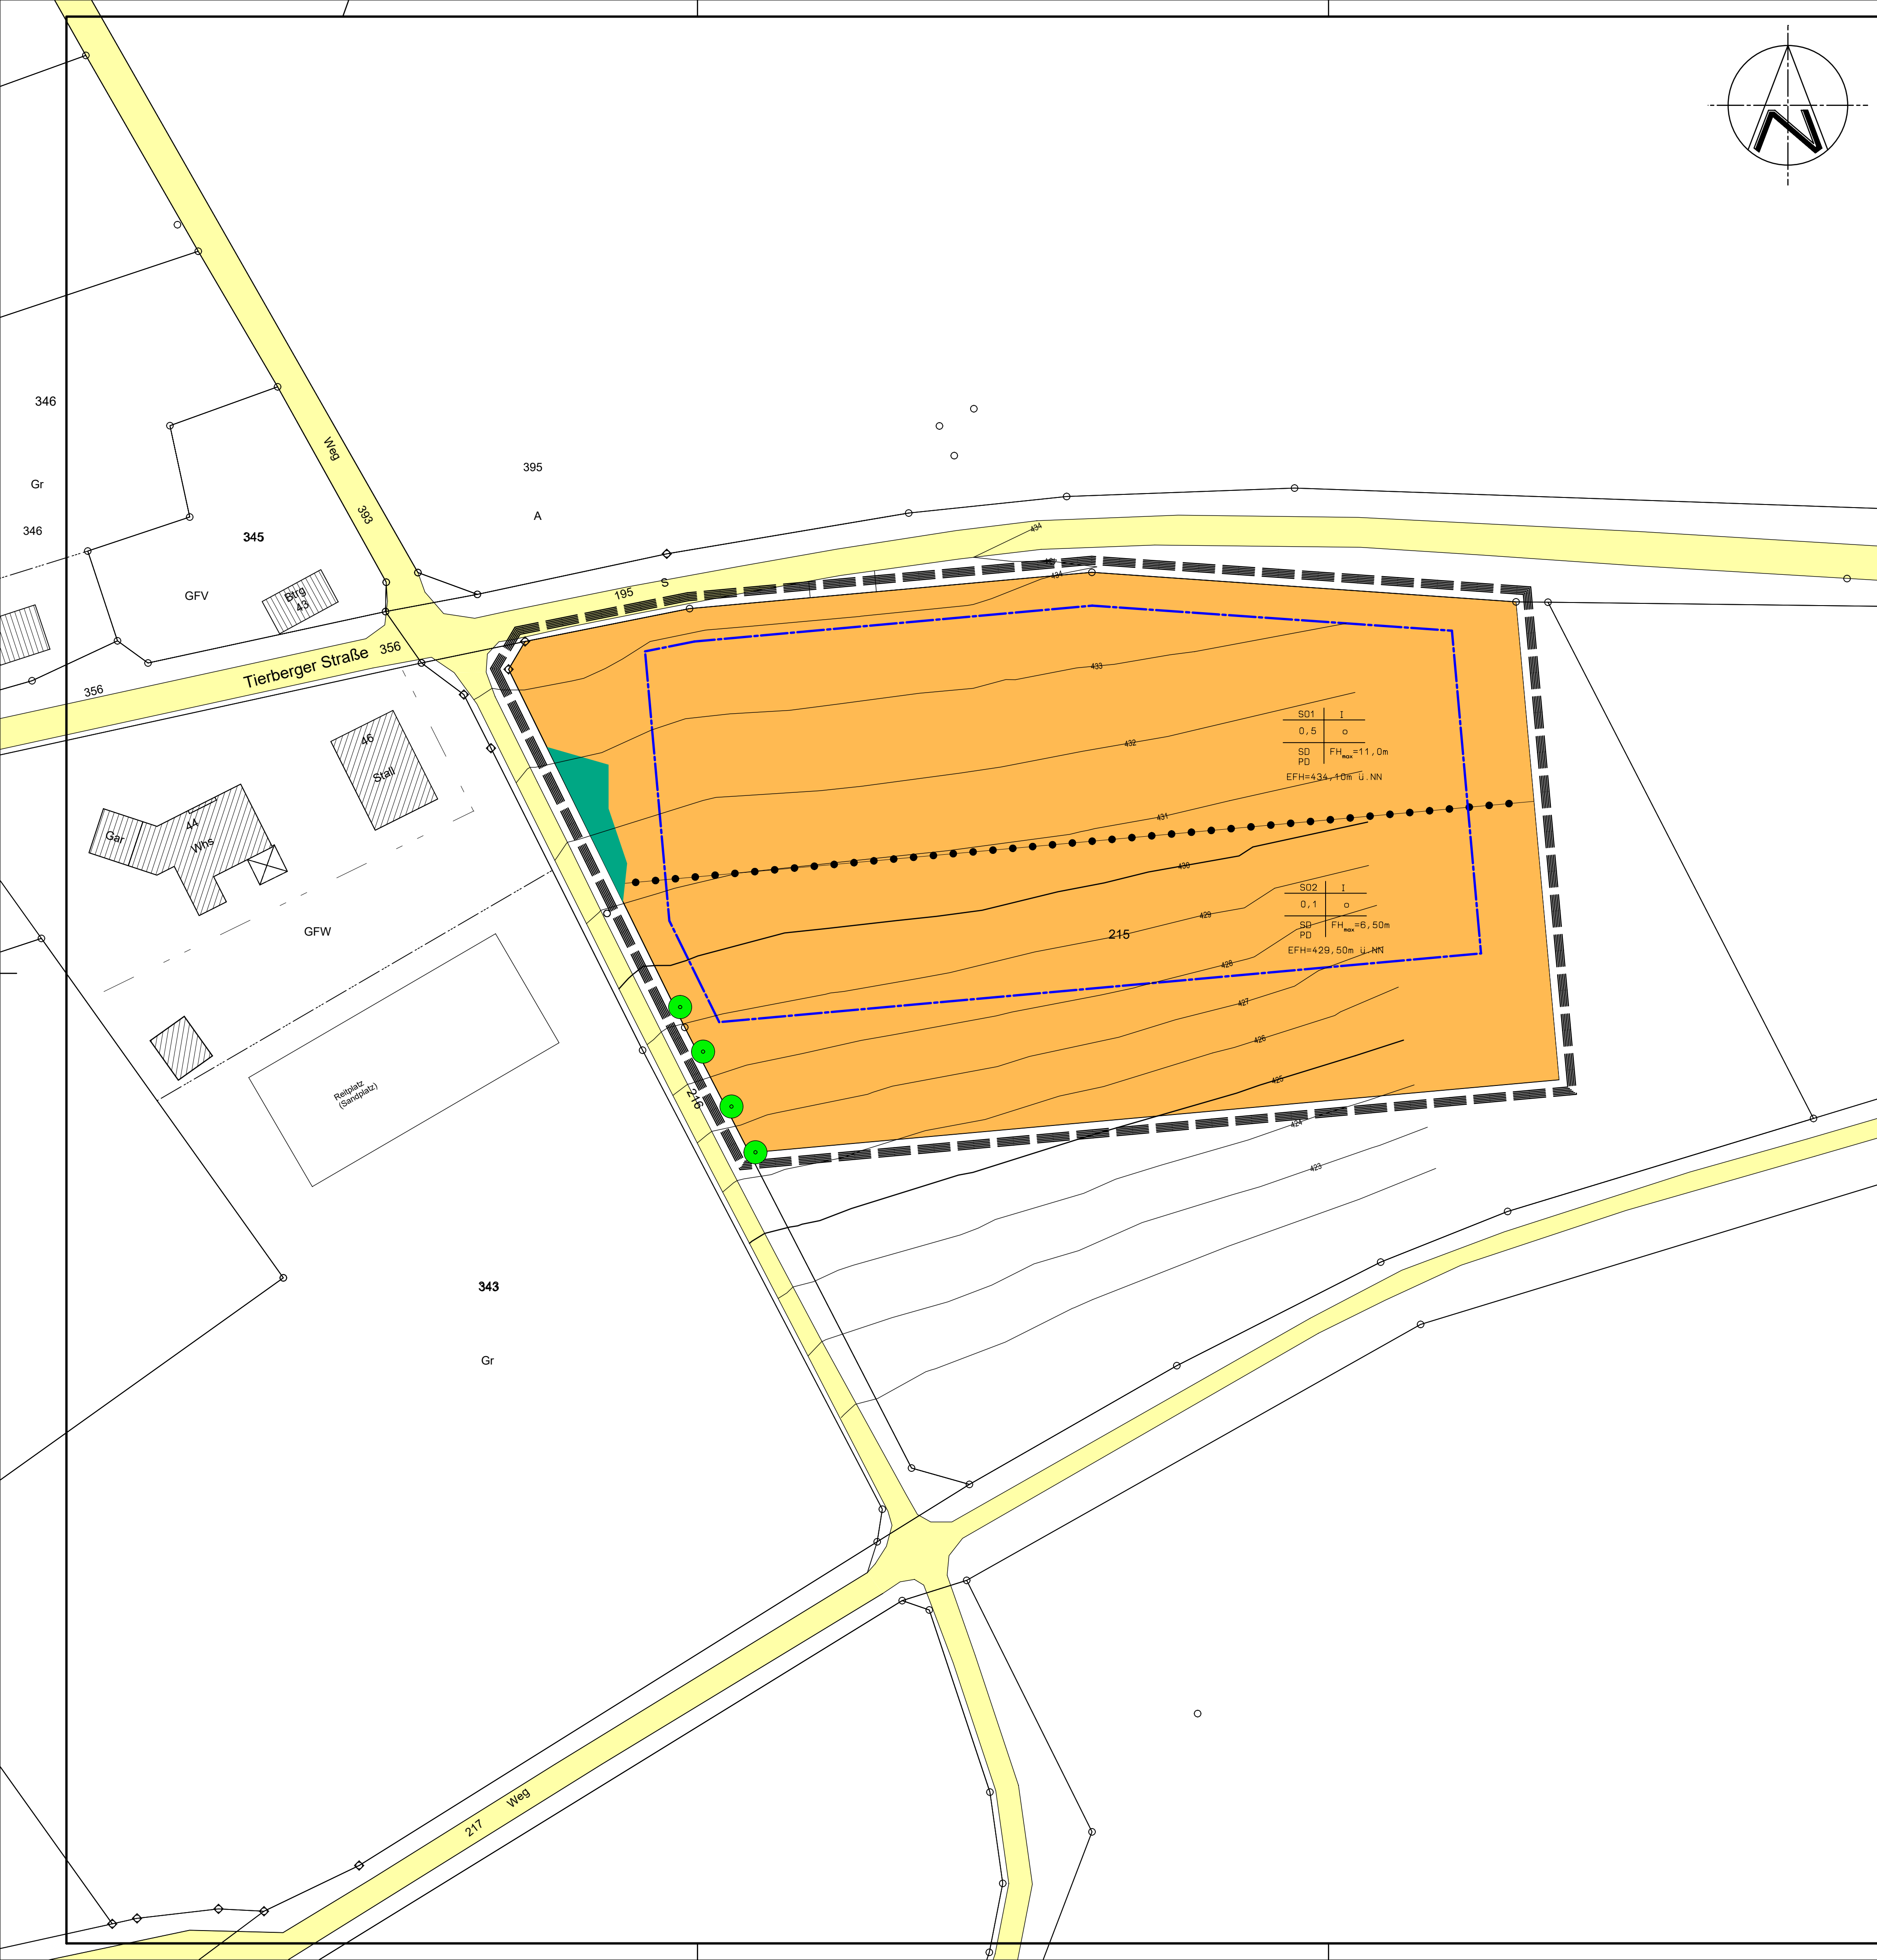 N
346
Gr
346
Weg
393
395
A
345
GFV
Btrg
43
434
434
434
S
195
356
Tierberger Straße
356
433
432
431
430
429
428
427
426
425
424
423
SO1 I
0,5 o
SD FHmax=11,0m
PD
EFH=434,10m ü.NN
SO2 I
0,1 o
SD FHmax=6,50m
PD
EFH=429,50m ü.NN
215
46
Stall
Gar
44
Whs
GFW
Reitplatz
(Sandplatz)
216
343
Gr
Weg
217